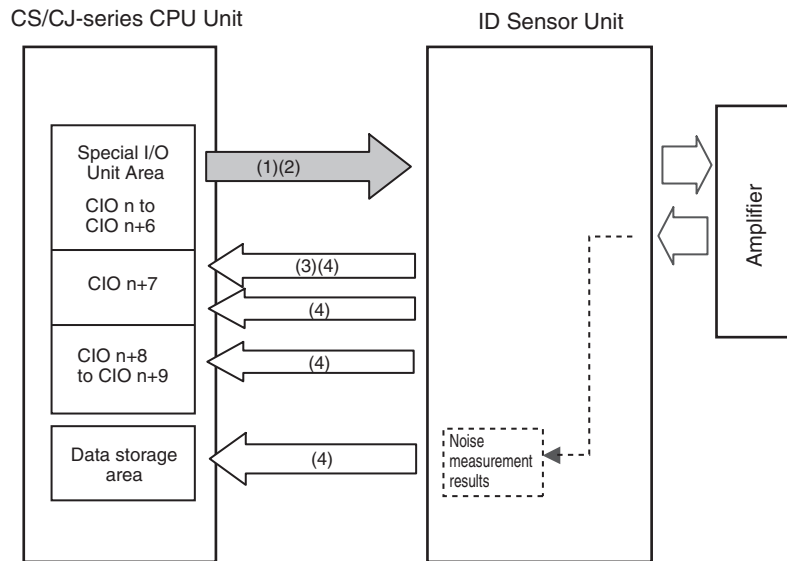 CS/CJ-series CPU Unit
ID Sensor Unit
Special I/O
Unit Area
CIO n to
CIO n+6
(1)(2)
Amplifier
CIO n+7
(3)(4)
(4)
CIO n+8
to CIO n+9
(4)
Data storage
area
(4)
Noise
measurement
results